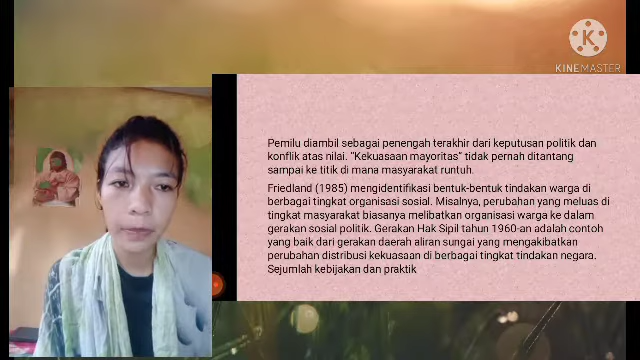 KINEMASTER
Pemilu diambil sebagai penengah terakhir dari keputusan politik dan
konflik atas nilai. "Kekuasaan mayoritas" tidak pernah ditantang
sampai ke titik di mana masyarakat runtuh.
Friedland (1985) mengidentifikasi bentuk-bentuk tindakan warga di
berbagai tingkat organisasi sosial. Misalnya, perubahan yang meluas di
tingkat masyarakat biasanya melibatkan organisasi warga ke dalam
gerakan sosial politik. Gerakan Hak Sipil tahun 1960-an adalah contoh
yang baik dari gerakan daerah aliran sungai yang mengakibatkan
perubahan distribusi kekuasaan di berbagai tingkat tindakan negara.
Sejumlah kebijakan dan praktik